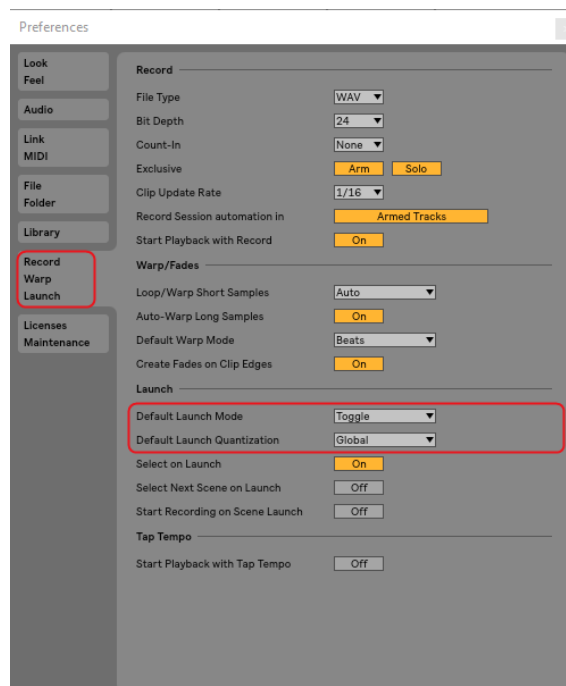 Preferences
Look
Feel
Audio
Link
MIDI
File
Folder
Library
Record
Warp
Launch
Licenses
Maintenance
Record
File Type WAV
Bit Depth 24
Count-In None
Exclusive Arm Solo
Clip Update Rate 1/16
Record Session automation in Armed Tracks
Start Playback with Record On
Warp/Fades
Loop/Warp Short Samples Auto
Auto-Warp Long Samples On
Default Warp Mode Beats
Create Fades on Clip Edges On
Launch
Default Launch Mode Toggle
Default Launch Quantization Global
Select on Launch On
Select Next Scene on Launch Off
Start Recording on Scene Launch Off
Tap Tempo
Start Playback with Tap Tempo Off